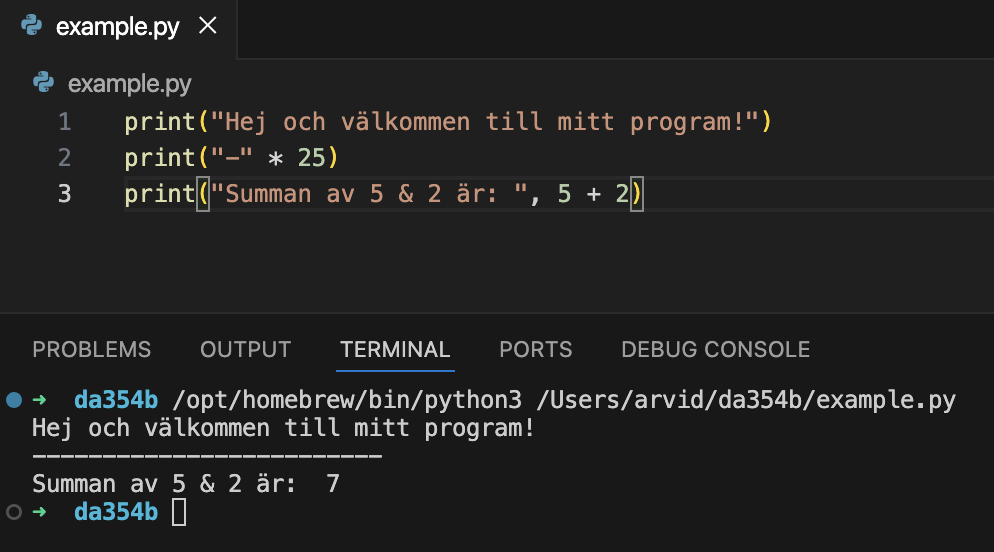 example.py
example.py
1 print("Hej och välkommen till mitt program!")
2 print("-" * 25)
3 print("Summan av 5 & 2 är: ", 5 + 2)
PROBLEMS OUTPUT TERMINAL PORTS DEBUG CONSOLE
➜ da354b /opt/homebrew/bin/python3 /Users/arvid/da354b/example.py
Hej och välkommen till mitt program!
-------------------------
Summan av 5 & 2 är:  7
➜ da354b